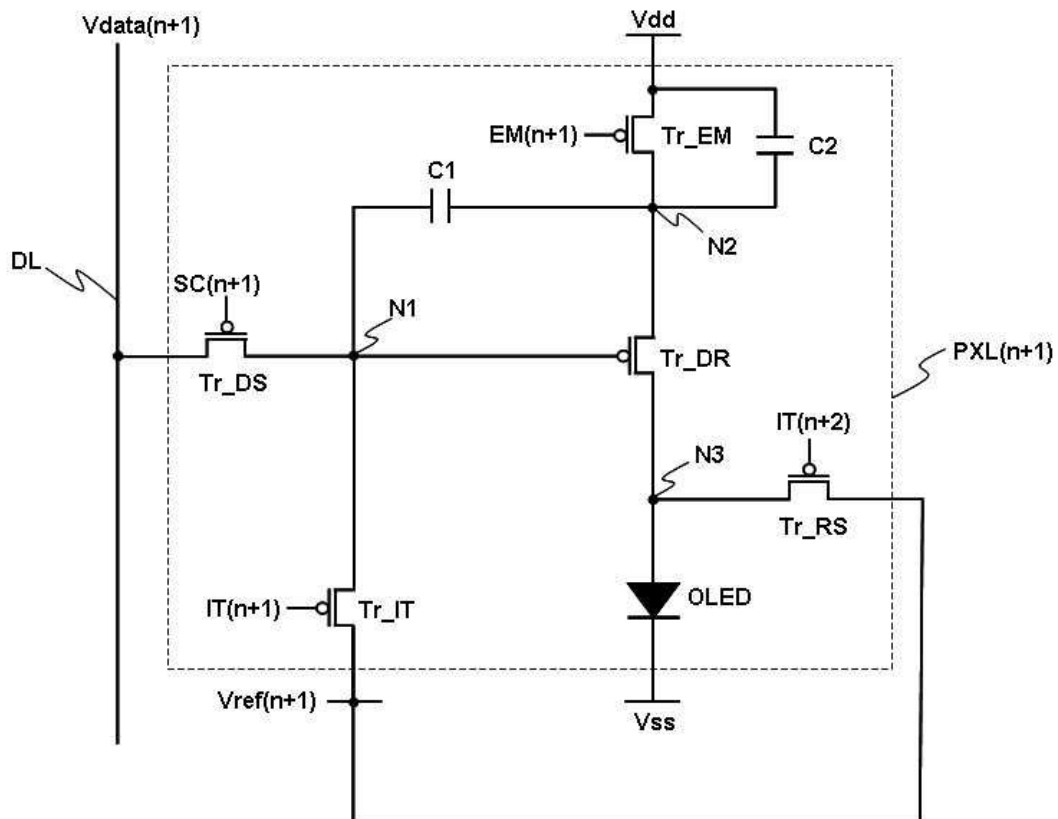 Vdata(n+1)
Vdd
EM(n+1)
Tr_EM
C2
C1
N2
DL
SC(n+1)
N1
Tr_DS
Tr_DR
PXL(n+1)
IT(n+2)
N3
Tr_RS
IT(n+1)
Tr_IT
OLED
Vref(n+1)
Vss